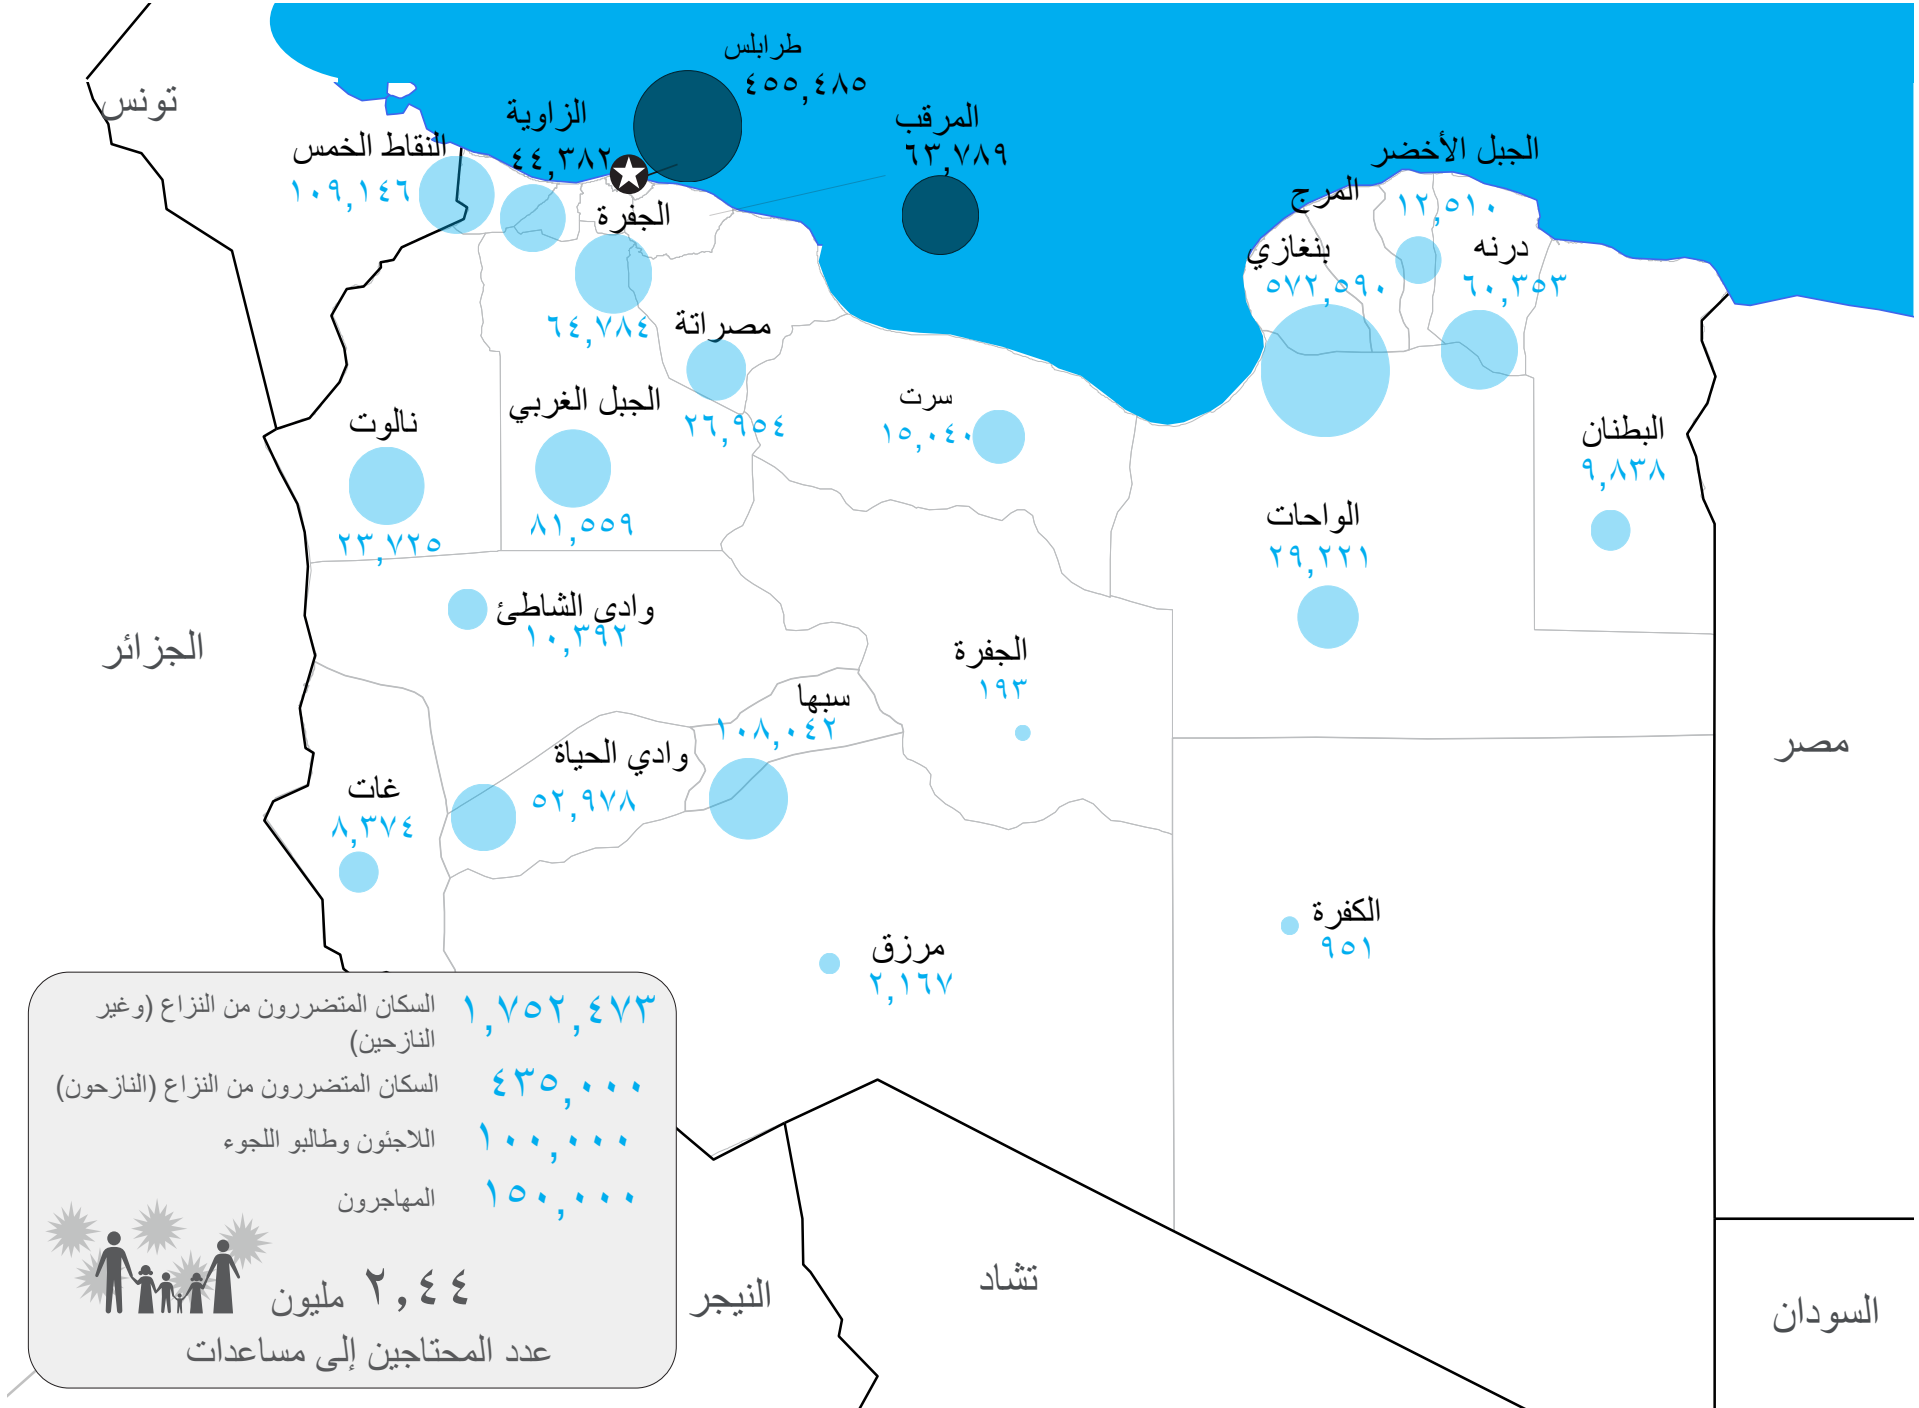 طرابلس
٤٥٥,٤٨٥
تونس
الزاوية
٤٤,٣٨٢
المرقب
٦٣,٧٨٩
النقاط الخمس
١٠٩,١٤٦
الجبل الأخضر
١٢,٥١٠
المرج
الجفرة
٦٤,٧٨٤
بنغازي
٥٧٢,٥٩٠
درنه
٦٠,٣٥٣
مصراتة
٢٦,٩٥٤
الجبل الغربي
٨١,٥٥٩
سرت
١٥,٠٤٠
نالوت
٢٣,٧٢٥
البطنان
٩,٨٣٨
الواحات
٢٩,٢٢١
وادى الشاطئ
١٠,٣٩٢
الجزائر
الجفرة
١٩٣
سبها
١٠٨,٠٤٢
مصر
وادي الحياة
٥٢,٩٧٨
غات
٨,٣٧٤
الكفرة
٩٥١
مرزق
٢,١٦٧
١,٧٥٢,٤٧٣ السكان المتضررون من النزاع (وغير
النازحين)
٤٣٥,٠٠٠ السكان المتضررون من النزاع (النازحون)
١٠٠,٠٠٠ اللاجئون وطالبو اللجوء
١٥٠,٠٠٠ المهاجرون
٢,٤٤ مليون
عدد المحتاجين إلى مساعدات
النيجر
تشاد
السودان